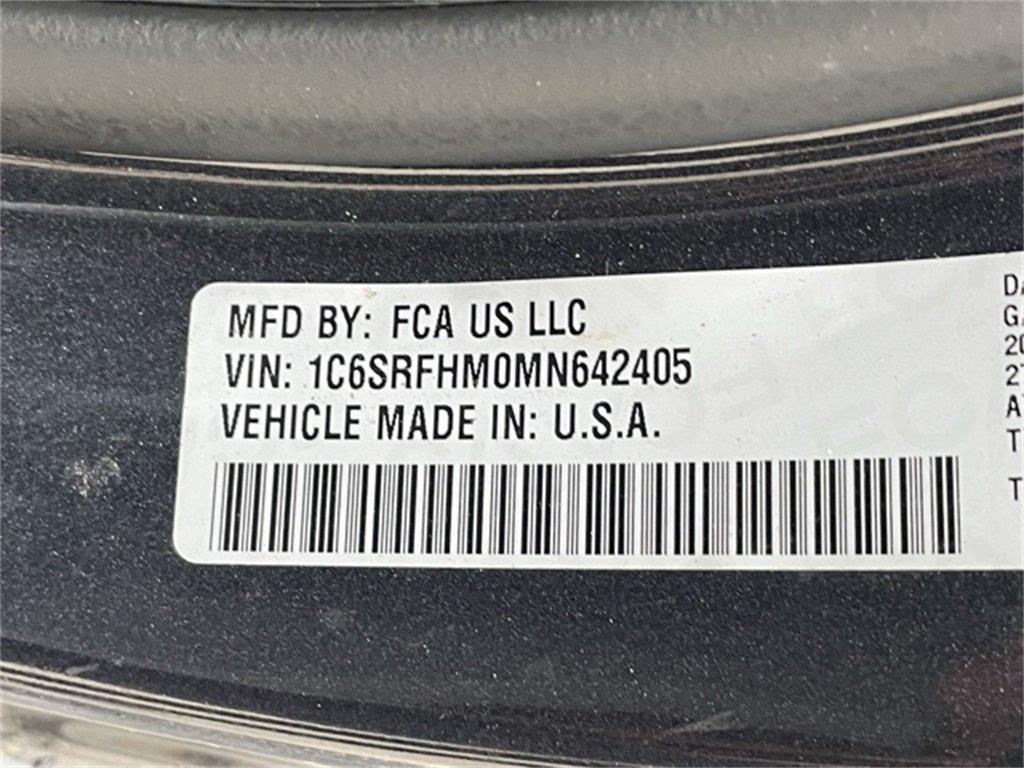 MFD BY: FCA US LLC
VIN: 1C6SRFHM0MN642405
VEHICLE MADE IN: U.S.A.